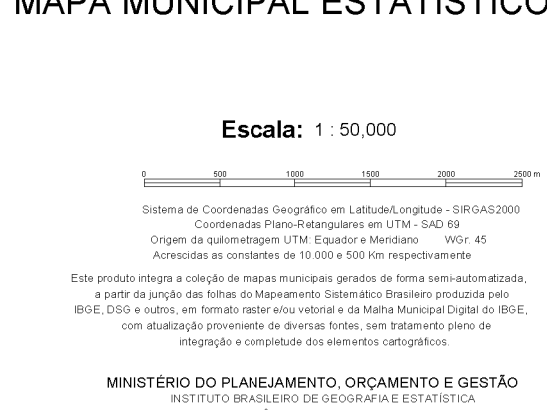 MAPA MUNICIPAL ESTATÍSTICO
Escala: 1 : 50,000
0 500 1000 1500 2000 2500 m
Sistema de Coordenadas Geográfico em Latitude/Longitude - SIRGAS2000
Coordenadas Plano-Retangulares em UTM - SAD 69
Origem da quilometragem UTM: Equador e Meridiano WGr. 45
Acrescidas as constantes de 10.000 e 500 Km respectivamente
Este produto integra a coleção de mapas municipais gerados de forma semi-automatizada,
a partir da junção das folhas do Mapeamento Sistemático Brasileiro produzida pelo
IBGE, DSG e outros, em formato raster e/ou vetorial e da Malha Municipal Digital do IBGE,
com atualização proveniente de diversas fontes, sem tratamento pleno de
integração e completude dos elementos cartográficos.
MINISTÉRIO DO PLANEJAMENTO, ORÇAMENTO E GESTÃO
INSTITUTO BRASILEIRO DE GEOGRAFIA E ESTATÍSTICA